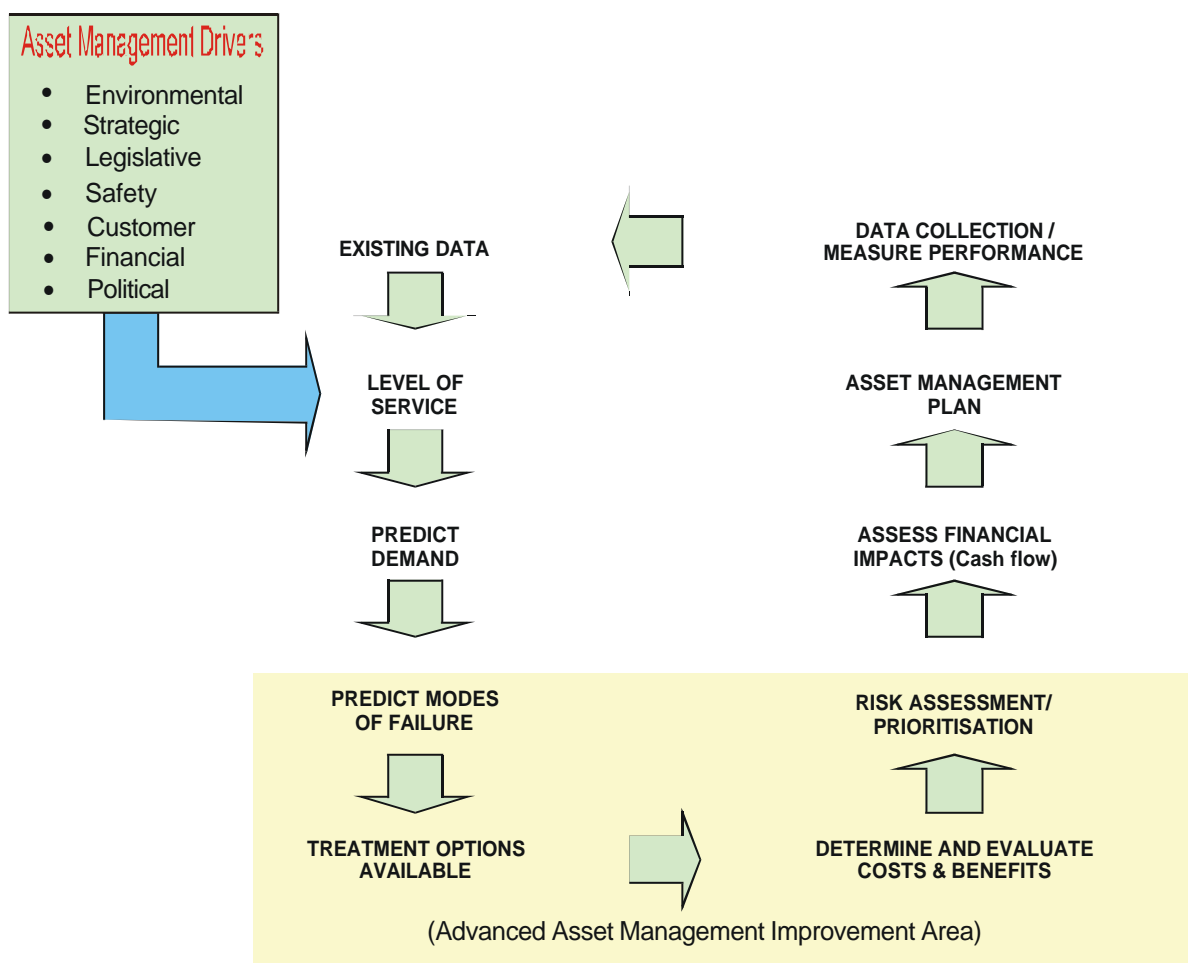 Asset Management Drivers
• Environmental
• Strategic
• Legislative
• Safety
• Customer
• Financial
• Political
EXISTING DATA
LEVEL OF
SERVICE
PREDICT
DEMAND
PREDICT MODES
OF FAILURE
TREATMENT OPTIONS
AVAILABLE
DETERMINE AND EVALUATE
COSTS & BENEFITS
RISK ASSESSMENT/
PRIORITISATION
ASSESS FINANCIAL
IMPACTS (Cash flow)
ASSET MANAGEMENT
PLAN
DATA COLLECTION /
MEASURE PERFORMANCE
(Advanced Asset Management Improvement Area)